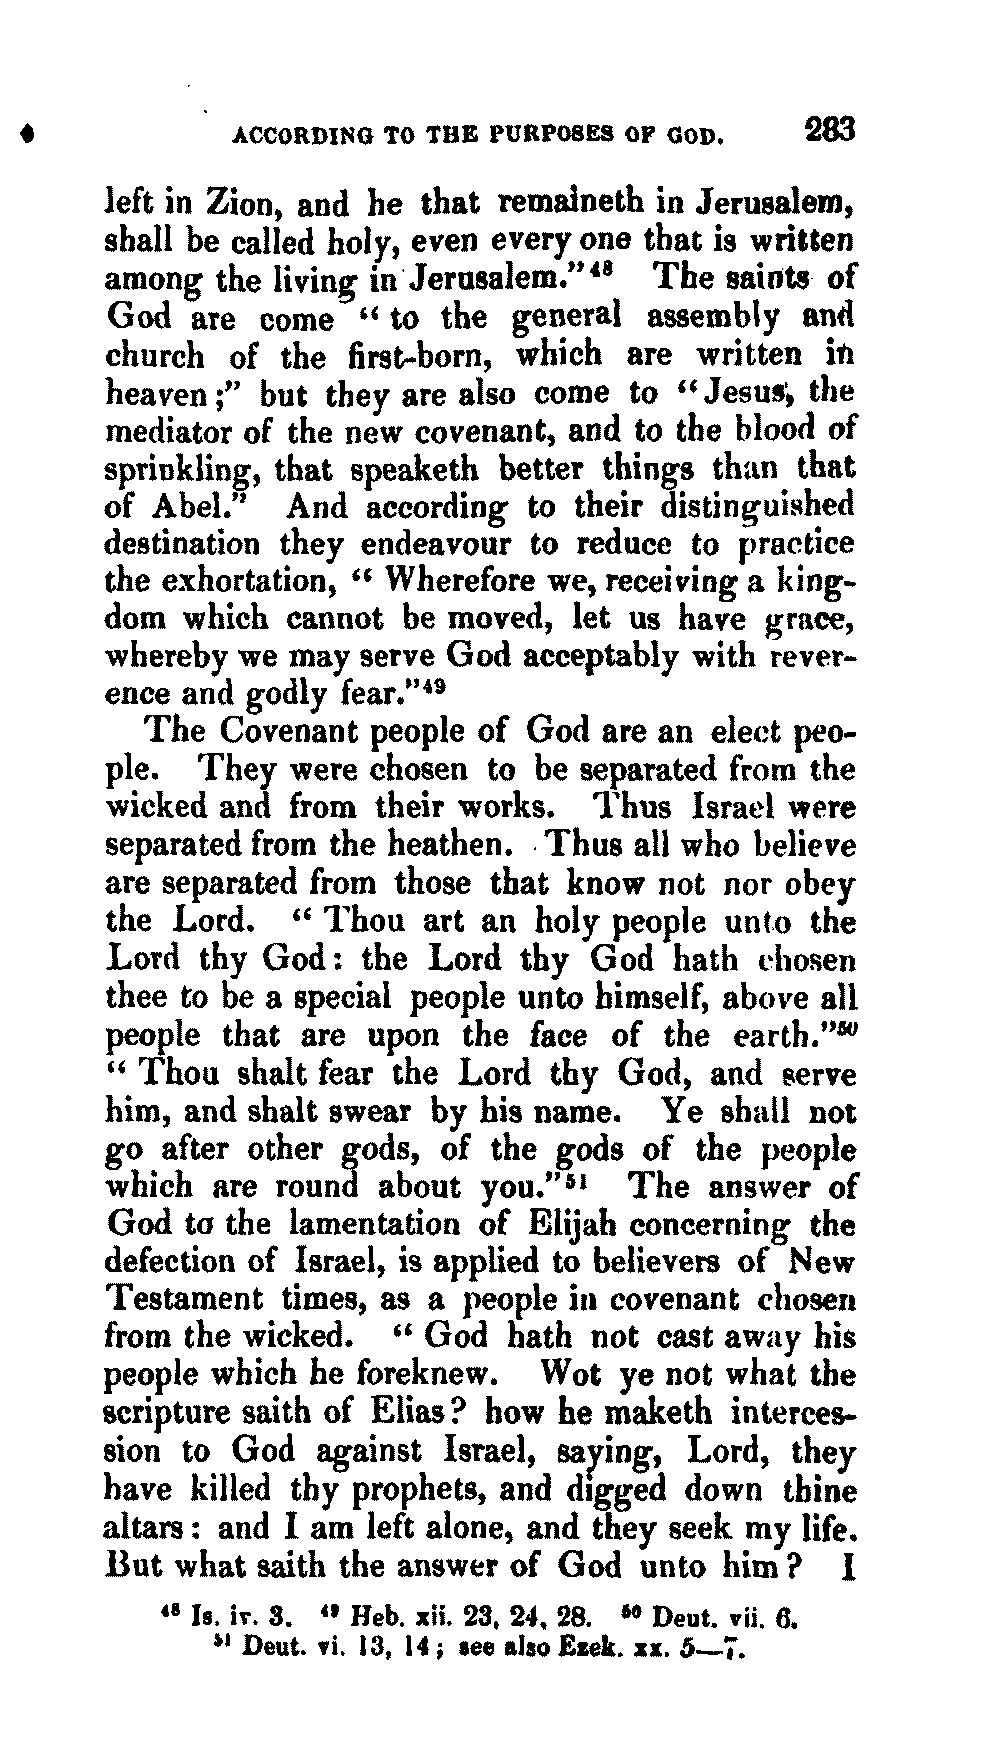 ACCORDING TO THE PURPOSES OF GOD. 283
left in Zion, and he that remaineth in Jerusalem,
shall be called holy, even every one that is written
among the living in Jerusalem."48 The saints of
God are come "to the general assembly and
church of the first-born, which are written in
heaven;" but they are also come to "Jesus, the
mediator of the new covenant, and to the blood of
sprinkling, that speaketh better things than that
of Abel." And according to their distinguished
destination they endeavour to reduce to practice
the exhortation, "Wherefore we, receiving a king-
dom which cannot be moved, let us have grace,
whereby we may serve God acceptably with rever-
ence and godly fear."49
The Covenant people of God are an elect peo-
ple. They were chosen to be separated from the
wicked and from their works. Thus Israel were
separated from the heathen. Thus all who believe
are separated from those that know not nor obey
the Lord. "Thou art an holy people unto the
Lord thy God: the Lord thy God hath chosen
thee to be a special people unto himself, above all
people that are upon the face of the earth."50
"Thou shalt fear the Lord thy God, and serve
him, and shalt swear by his name. Ye shall not
go after other gods, of the gods of the people
which are round about you."51 The answer of
God to the lamentation of Elijah concerning the
defection of Israel, is applied to believers of New
Testament times, as a people in covenant chosen
from the wicked. "God hath not cast away his
people which he foreknew. Wot ye not what the
scripture saith of Elias? how he maketh interces-
sion to God against Israel, saying, Lord, they
have killed thy prophets, and digged down thine
altars: and I am left alone, and they seek my life.
But what saith the answer of God unto him? I
48 Is. iv. 3. 49 Heb. xii. 23, 24, 28. 50 Deut. vii. 6.
51 Deut. vi. 13, 14; see also Ezek. xx. 5—7.